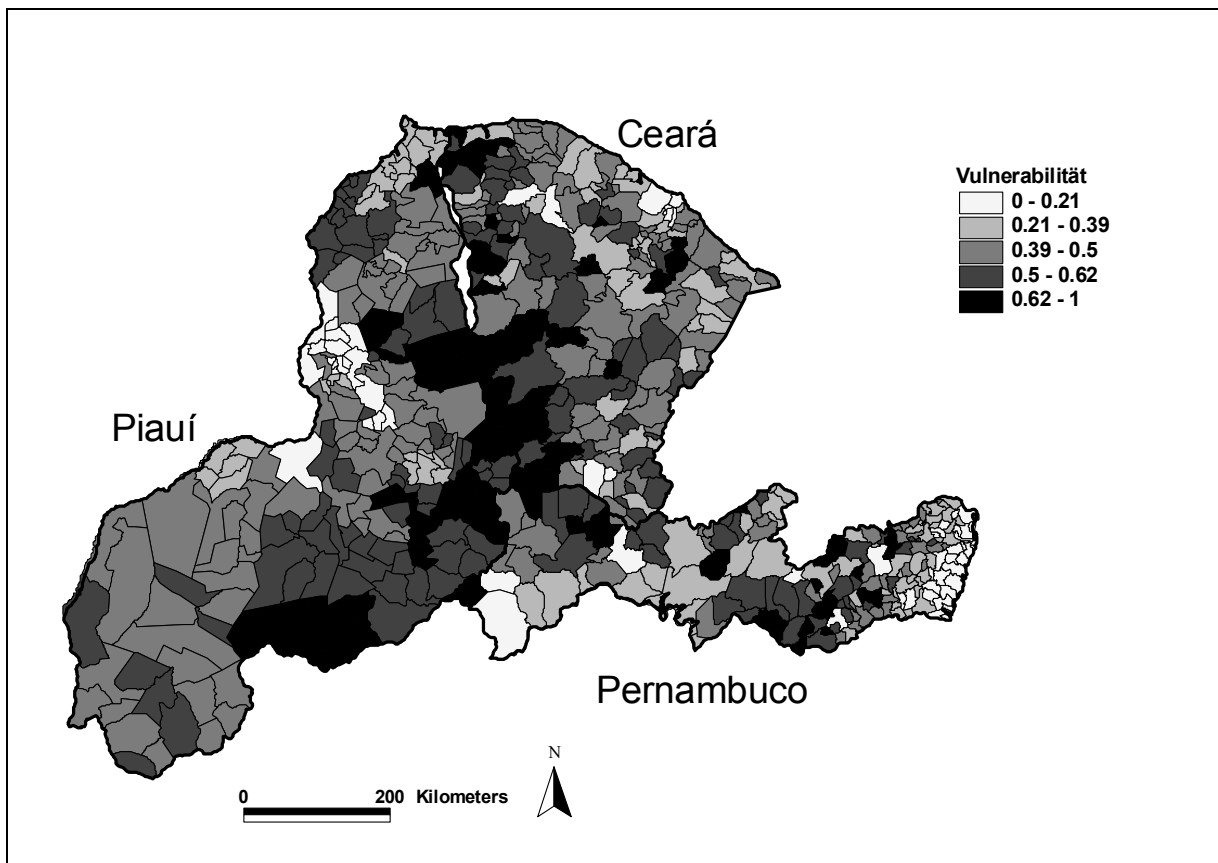 Ceará
Vulnerabilität
0 - 0.21
0.21 - 0.39
0.39 - 0.5
0.5 - 0.62
0.62 - 1
Piauí
Pernambuco
N
0 200 Kilometers